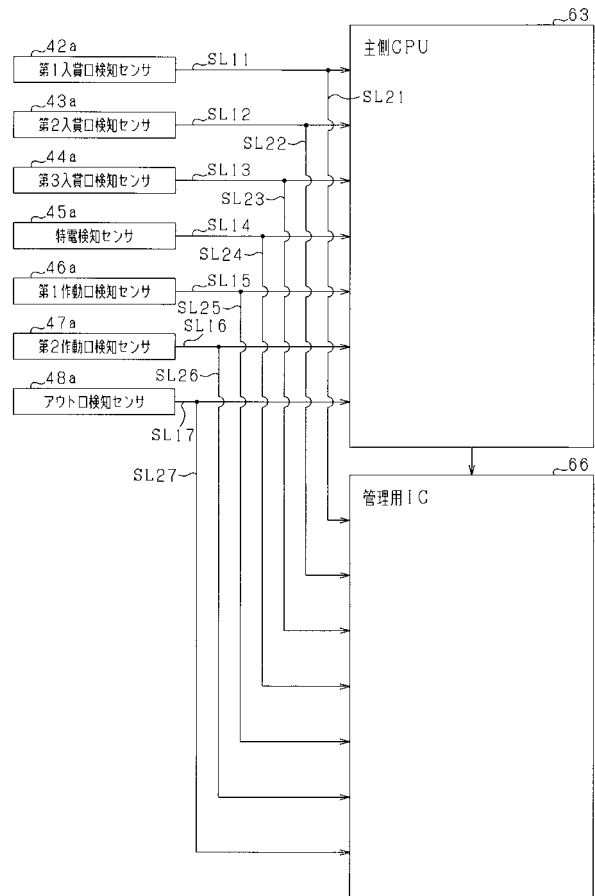 63
主側CPU
42a
第1入賞口検知センサ
SL11
SL21
43a
第2入賞口検知センサ
SL12
SL22
44a
第3入賞口検知センサ
SL13
SL23
45a
特電検知センサ
SL14
SL24
46a
第1作動口検知センサ
SL15
SL25
47a
第2作動口検知センサ
SL16
SL26
48a
アウト口検知センサ
SL17
SL27
66
管理用IC